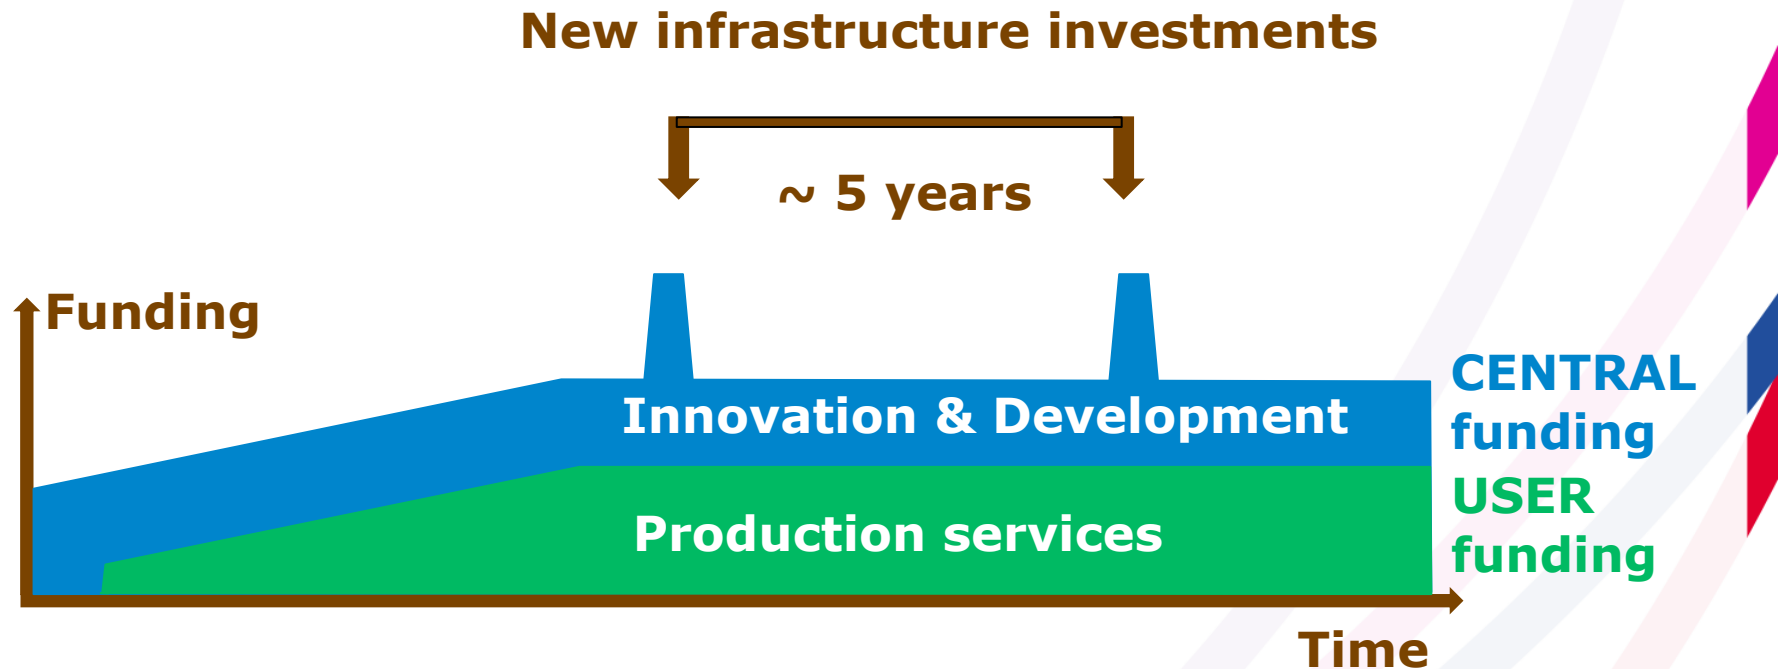 New infrastructure investments
~ 5 years
Funding
CENTRAL
funding
Innovation & Development
USER
funding
Production services
Time